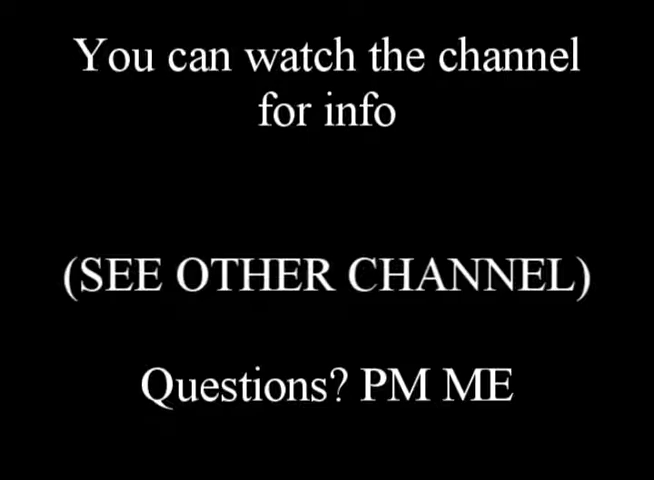 You can watch the channel
for info
(SEE OTHER CHANNEL)
Questions? PM ME